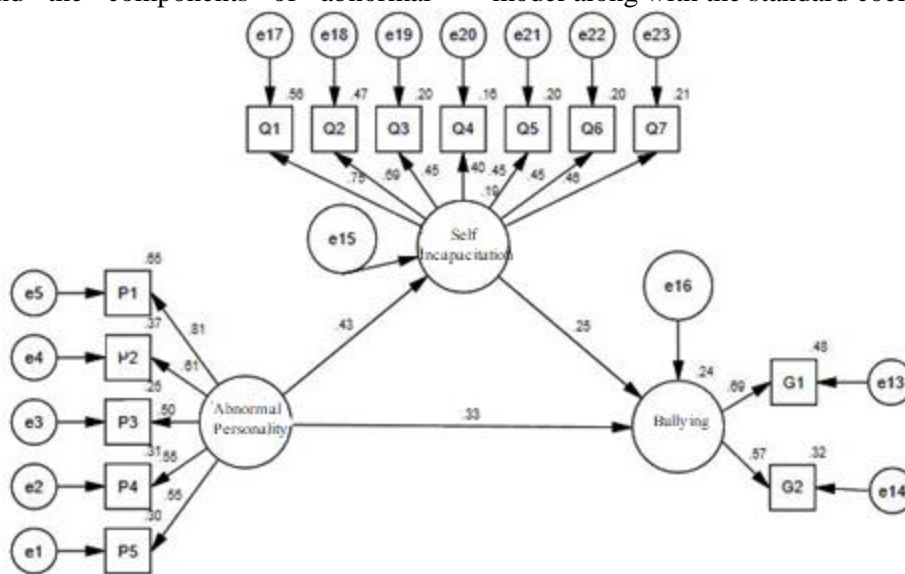 and the components of abnormal
model along with the standard coef
e17 e18 e19 e20 e21 e22 e23
.56 .47 .20 .16 .20 .20 .21
Q1 Q2 Q3 Q4 Q5 Q6 Q7
.75 .69 .45 .40 .45 .45 .46
.19
e15
Self
Incapacitation
e16
.66
e5 P1
.81
.43
.25
.37
e4 P2
.61
.24
.48
G1 e13
.69
.25
e3 P3
.50
Abnormal
Personality
.33
Bullying
.31
.55
e2 P4
.57
.32
G2 e14
.55
.30
e1 P5